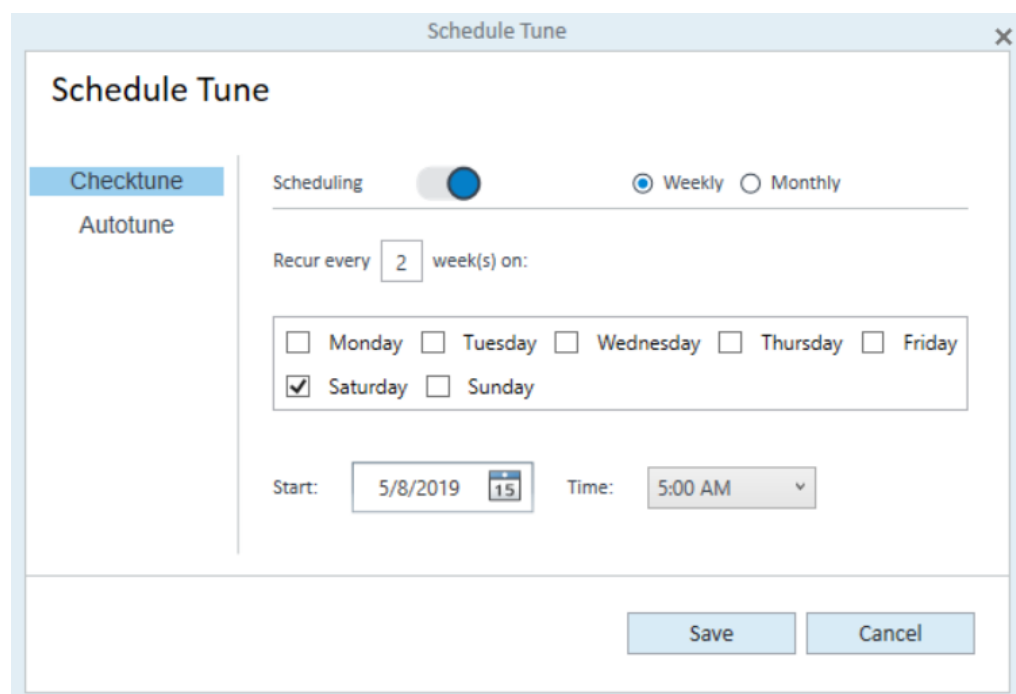 Schedule Tune
Schedule Tune
Checktune
Autotune
Scheduling Weekly Monthly
Recur every 2 week(s) on:
Monday Tuesday Wednesday Thursday Friday
Saturday Sunday
Start: 5/8/2019 15 Time: 5:00 AM
Save Cancel